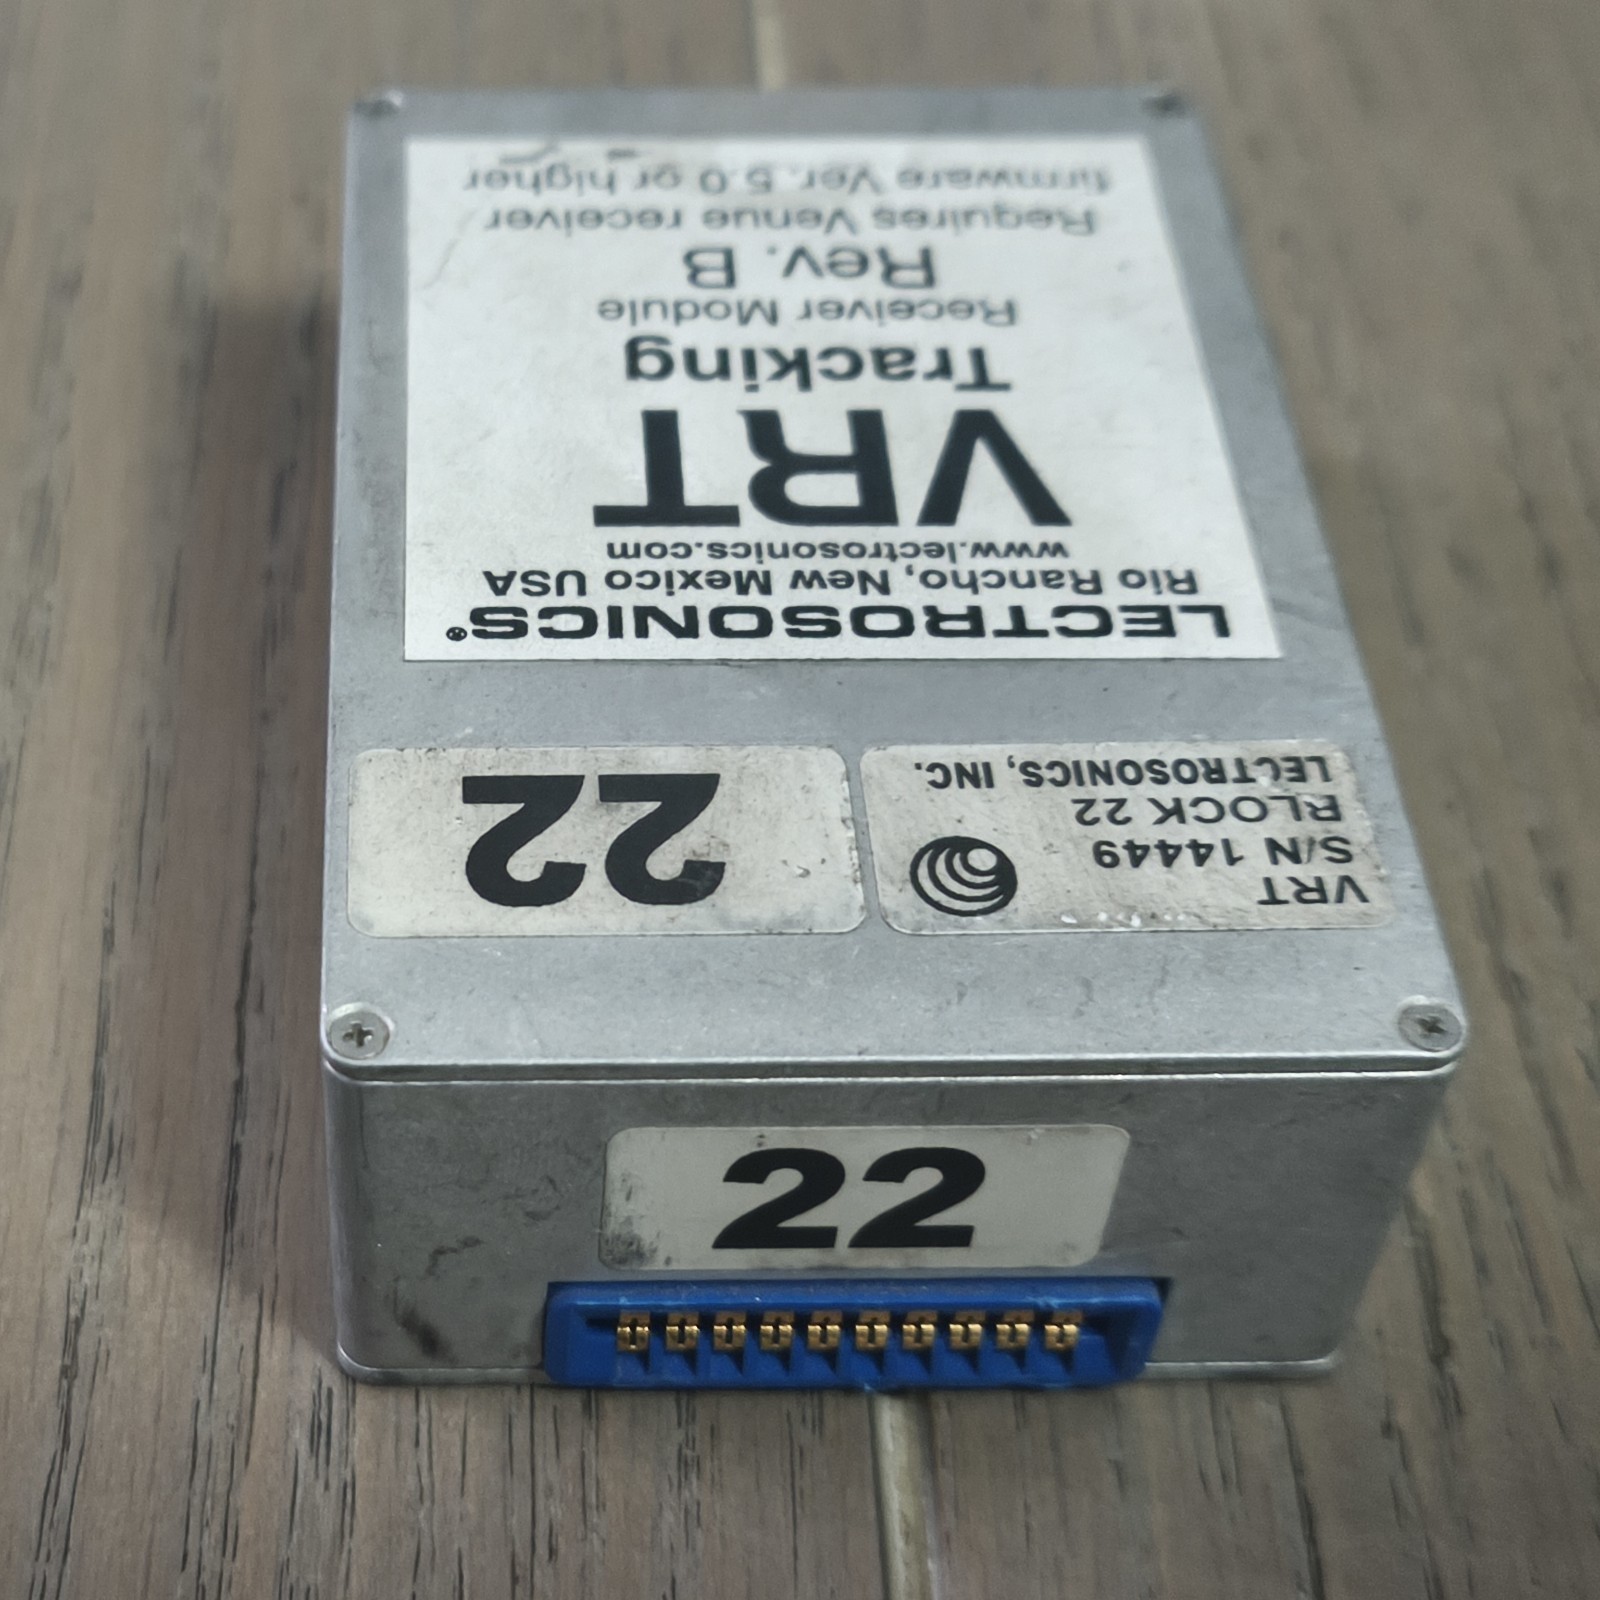 VRT
S/N 14449
RLOCK 22
LECTROSONICS, INC.
22
LECTROSONICS®
Rio Rancho, New Mexico USA
www.lectrosonics.com
VRT
Tracking
Receiver Module
Rev. B
Requires Venue receiver
firmware Ver. 5.0 or higher
22